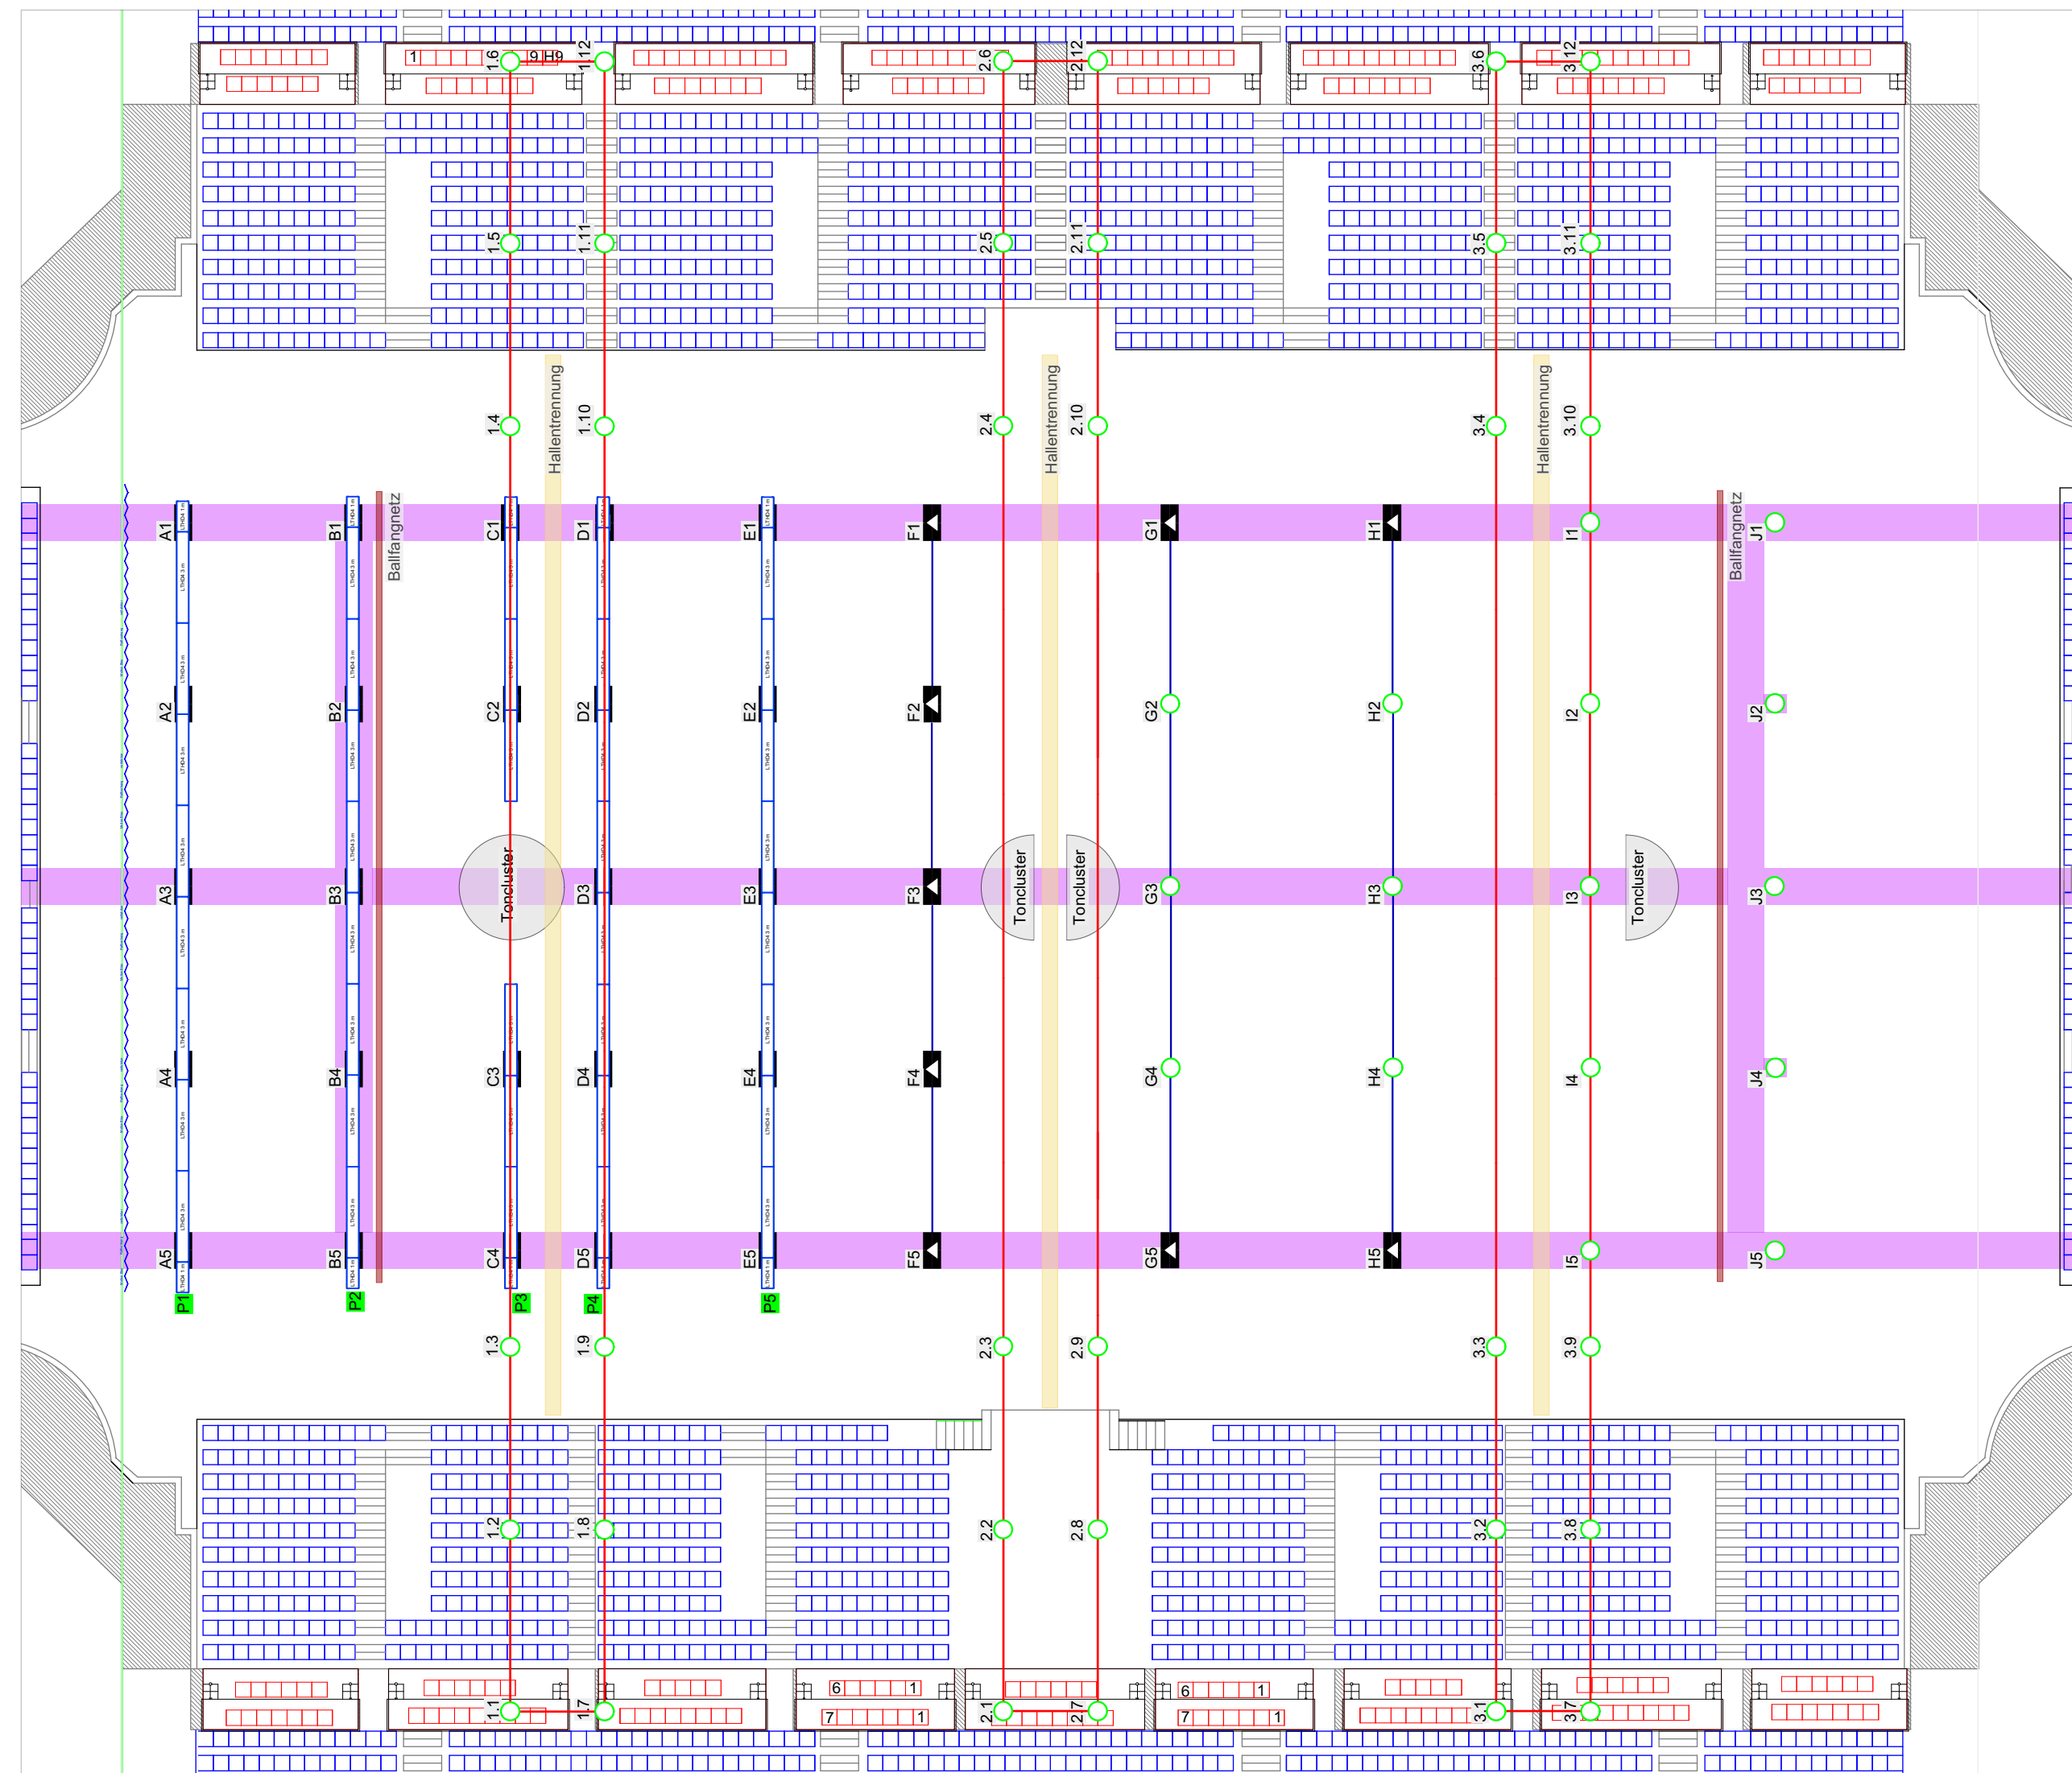 1
9 H9
1.6
1.12
2.6
2.12
3.6
3.12
1.5
1.11
2.5
2.11
3.5
3.11
1.4
Hallentrennung
1.10
2.4
Hallentrennung
2.10
3.4
Hallentrennung
3.10
A1
B1
Ballfangnetz
C1
D1
E1
F1
G1
H1
I1
Ballfangnetz
J1
A2
B2
C2
D2
E2
F2
G2
H2
I2
J2
A3
B3
Toncluster
D3
E3
F3
Toncluster
Toncluster
G3
H3
I3
Toncluster
J3
A4
B4
C3
D4
E4
F4
G4
H4
I4
J4
A5
B5
C4
D5
E5
F5
G5
H5
I5
J5
P1
P2
P3
P4
P5
1.3
1.9
2.3
2.9
3.3
3.9
1.2
1.8
2.2
2.8
3.2
3.8
6 1
6 1
1.1
1.7
7 1
2.1
2.7
7 1
3.1
3.7